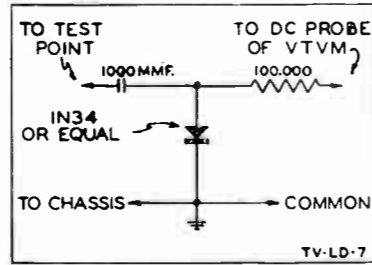 TO TEST
POINT
TO DC PROBE
OF VTVM
1000 MMF.
100.000
IN34
OR EQUAL
TO CHASSIS
COMMON
TV-LD-7